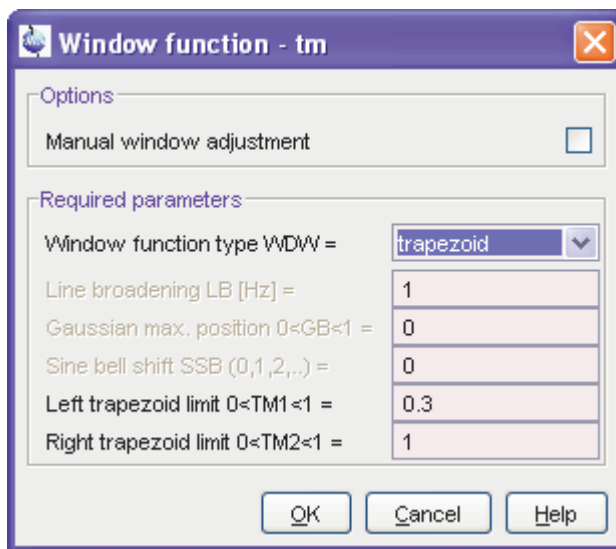 Window function - tm
Options
Manual window adjustment
Required parameters
Window function type WDW = trapezoid
Line broadening LB [Hz] = 1
Gaussian max. position 0<GB<1 = 0
Sine bell shift SSB (0,1,2,..) = 0
Left trapezoid limit 0<TM1<1 = 0.3
Right trapezoid limit 0<TM2<1 = 1
OK Cancel Help